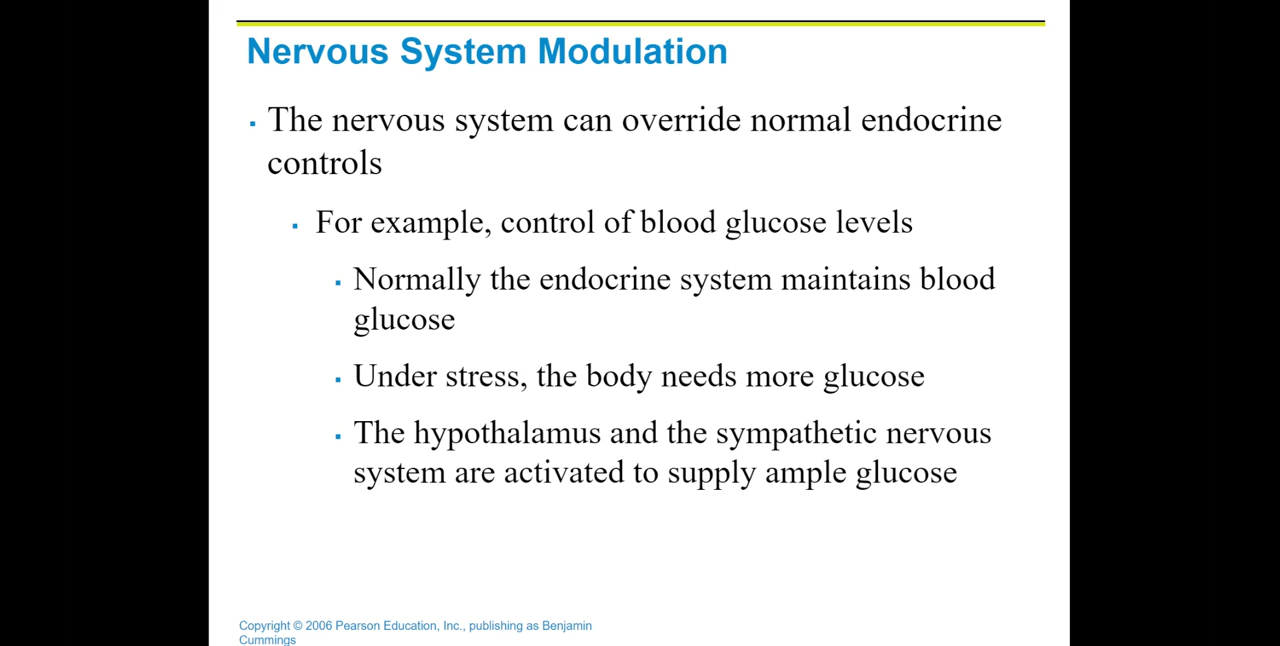 Nervous System Modulation
▪ The nervous system can override normal endocrine
controls
▪ For example, control of blood glucose levels
▪ Normally the endocrine system maintains blood
glucose
▪ Under stress, the body needs more glucose
▪ The hypothalamus and the sympathetic nervous
system are activated to supply ample glucose
Copyright © 2006 Pearson Education, Inc., publishing as Benjamin
Cummings